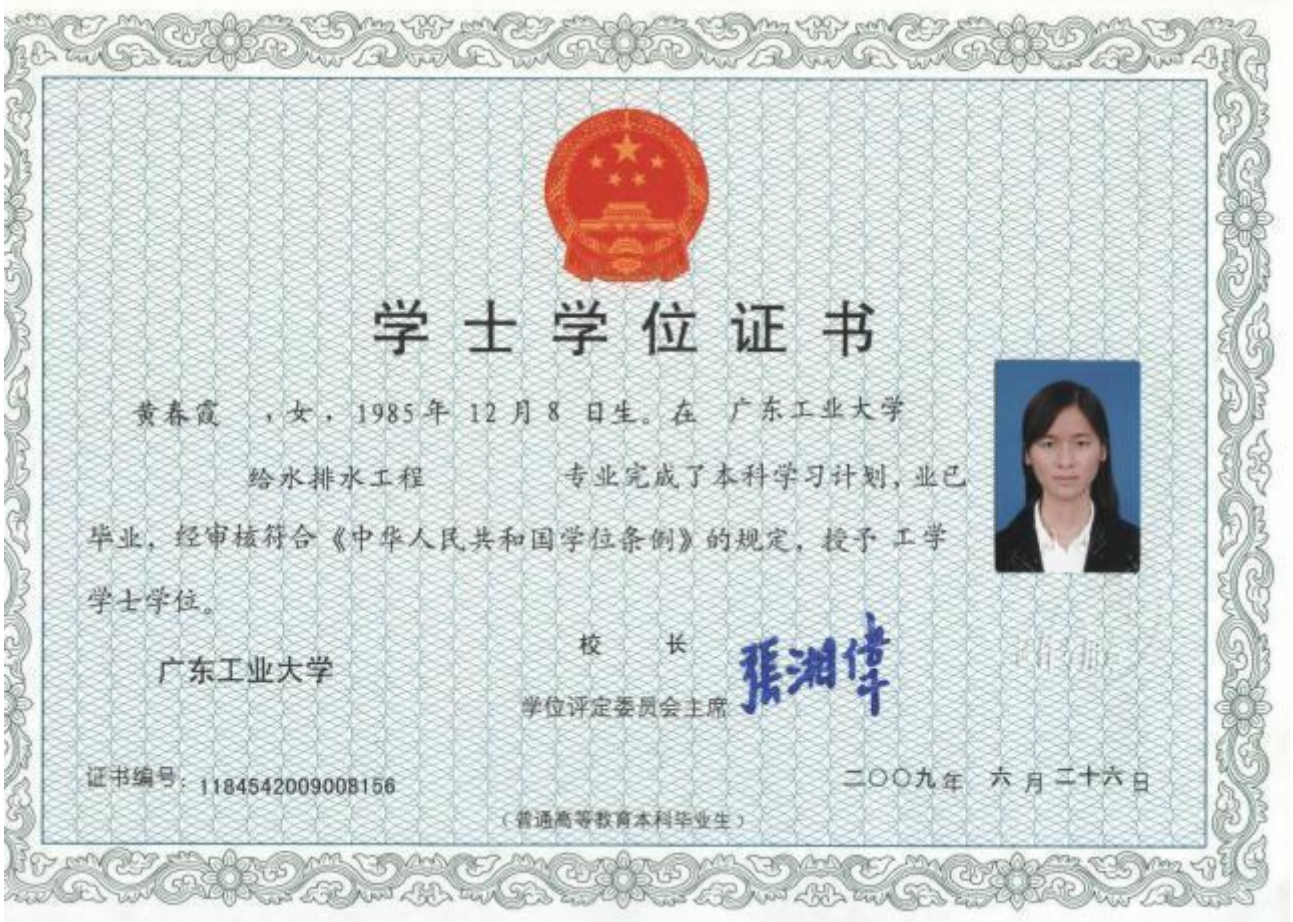 学士学位证书
黄春霞 ,女,1985年 12月8 日生。在 广东工业大学
给水排水工程 专业完成了本科学习计划,业已
毕业,经审核符合《中华人民共和国学位条例》的规定,授予 工学
学士学位。
广东工业大学
校 长
学位评定委员会主席
張湘偉
证书编号:1184542009008156
二〇〇九年 六月二十六日
(普通高等教育本科毕业生)